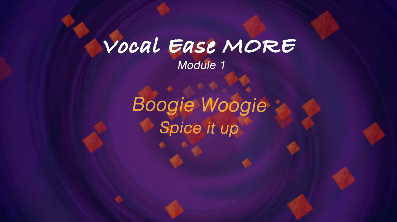 Vocal Ease MORE
Module 1
Boogie Woogie
Spice it up